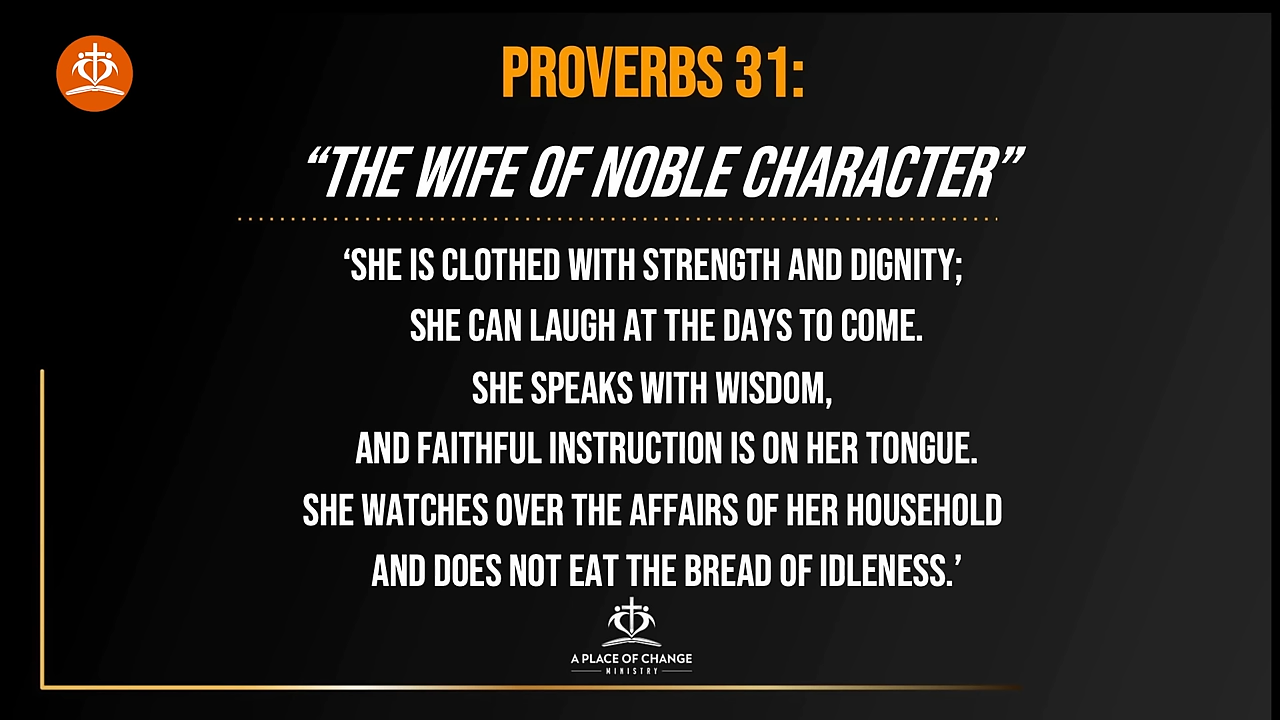 PROVERBS 31:
“THE WIFE OF NOBLE CHARACTER”
‘SHE IS CLOTHED WITH STRENGTH AND DIGNITY;
SHE CAN LAUGH AT THE DAYS TO COME.
SHE SPEAKS WITH WISDOM,
AND FAITHFUL INSTRUCTION IS ON HER TONGUE.
SHE WATCHES OVER THE AFFAIRS OF HER HOUSEHOLD
AND DOES NOT EAT THE BREAD OF IDLENESS.’
A PLACE OF CHANGE
MINISTRY